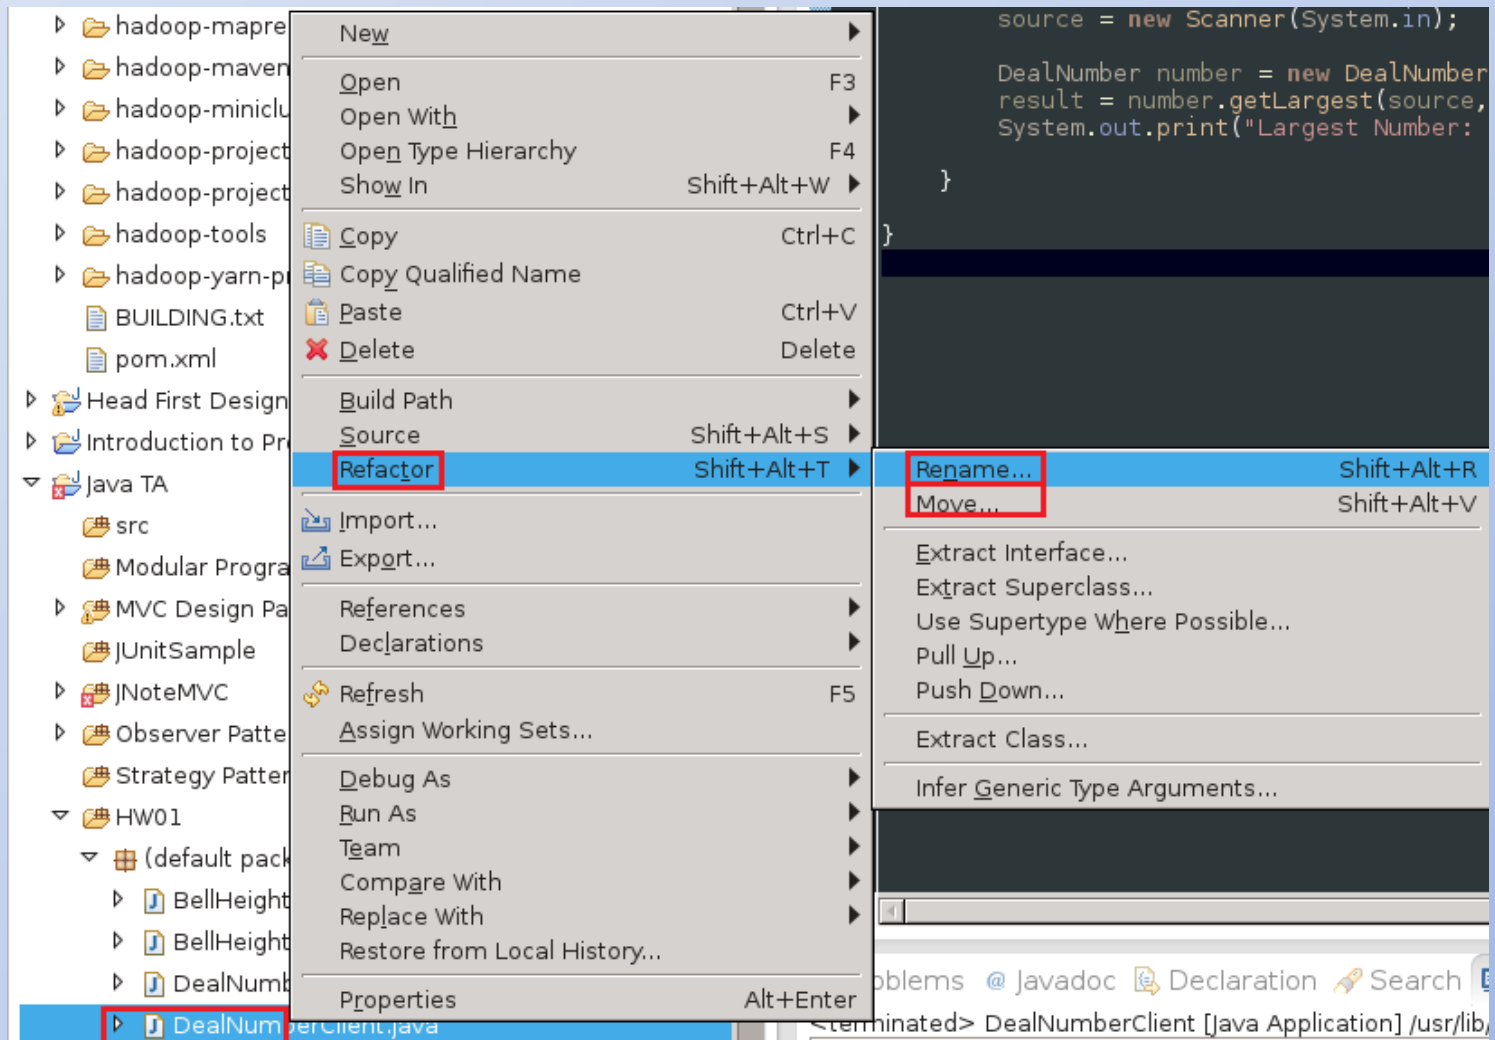 hadoop-mapre
hadoop-maven
hadoop-miniclu
hadoop-project
hadoop-project
hadoop-tools
hadoop-yarn-pr
BUILDING.txt
pom.xml
Head First Design
Introduction to Pr
Java TA
src
Modular Progra
MVC Design Pa
JUnitSample
JNoteMVC
Observer Patte
Strategy Patter
HW01
(default pack
BellHeight
BellHeight
DealNumb
DealNumberClient.java
New
Open F3
Open With
Open Type Hierarchy F4
Show In Shift+Alt+W
Copy Ctrl+C
Copy Qualified Name
Paste Ctrl+V
Delete Delete
Build Path
Source Shift+Alt+S
Refactor Shift+Alt+T
Import...
Export...
References
Declarations
Refresh F5
Assign Working Sets...
Debug As
Run As
Team
Compare With
Replace With
Restore from Local History...
Properties Alt+Enter
Rename... Shift+Alt+R
Move... Shift+Alt+V
Extract Interface...
Extract Superclass...
Use Supertype Where Possible...
Pull Up...
Push Down...
Extract Class...
Infer Generic Type Arguments...
source = new Scanner(System.in);
DealNumber number = new DealNumber
result = number.getLargest(source,
System.out.print("Largest Number:
}
}
oblems @ Javadoc Declaration Search
<terminated> DealNumberClient [Java Application] /usr/lib/